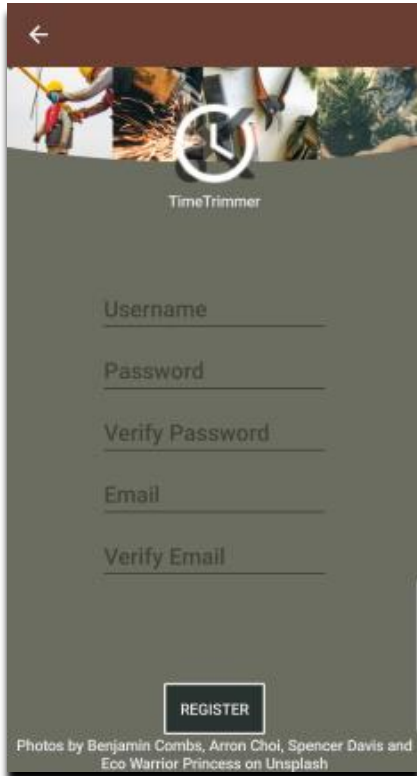 TimeTrimmer
Username
Password
Verify Password
Email
Verify Email
REGISTER
Photos by Benjamin Combs, Arron Choi, Spencer Davis and
Eco Warrior Princess on Unsplash